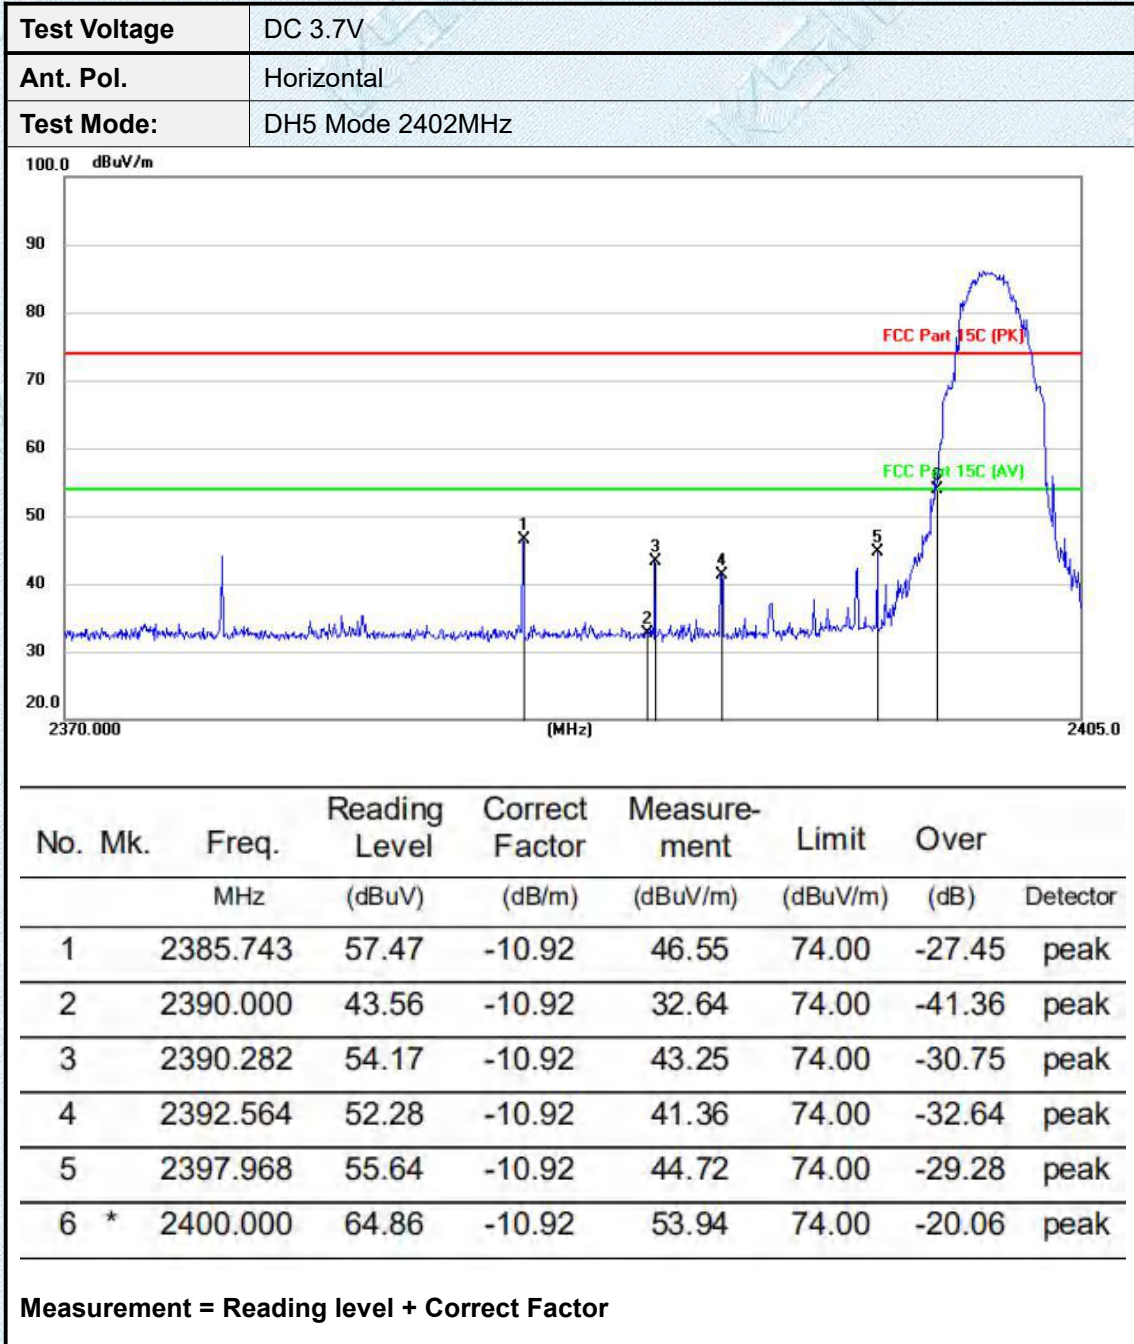 Test Voltage DC 3.7V
Ant. Pol. Horizontal
Test Mode: DH5 Mode 2402MHz
100.0 dBuV/m
90
80
FCC Part 15C (PK)
70
60
FCC Part 15C (AV)
50
1
3
4
5
40
2
30
20.0
2370.000 (MHz) 2405.0
No. Mk. Freq. Reading Level Correct Factor Measure-ment Limit Over
MHz (dBuV) (dB/m) (dBuV/m) (dBuV/m) (dB) Detector
1 2385.743 57.47 -10.92 46.55 74.00 -27.45 peak
2 2390.000 43.56 -10.92 32.64 74.00 -41.36 peak
3 2390.282 54.17 -10.92 43.25 74.00 -30.75 peak
4 2392.564 52.28 -10.92 41.36 74.00 -32.64 peak
5 2397.968 55.64 -10.92 44.72 74.00 -29.28 peak
6 * 2400.000 64.86 -10.92 53.94 74.00 -20.06 peak
Measurement = Reading level + Correct Factor